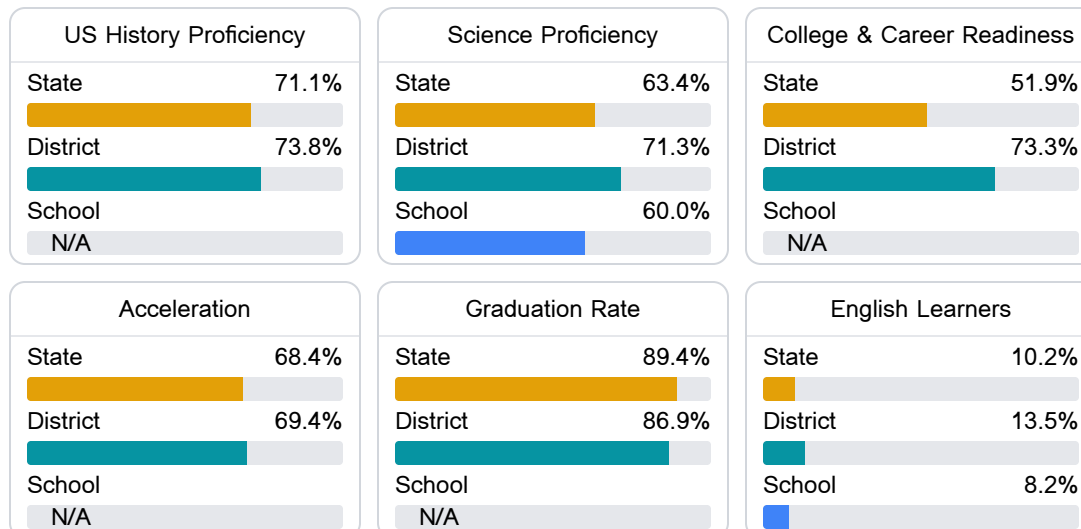 US History Proficiency
State 71.1%
District 73.8%
School
N/A
Science Proficiency
State 63.4%
District 71.3%
School 60.0%
College & Career Readiness
State 51.9%
District 73.3%
School
N/A
Acceleration
State 68.4%
District 69.4%
School
N/A
Graduation Rate
State 89.4%
District 86.9%
School
N/A
English Learners
State 10.2%
District 13.5%
School 8.2%